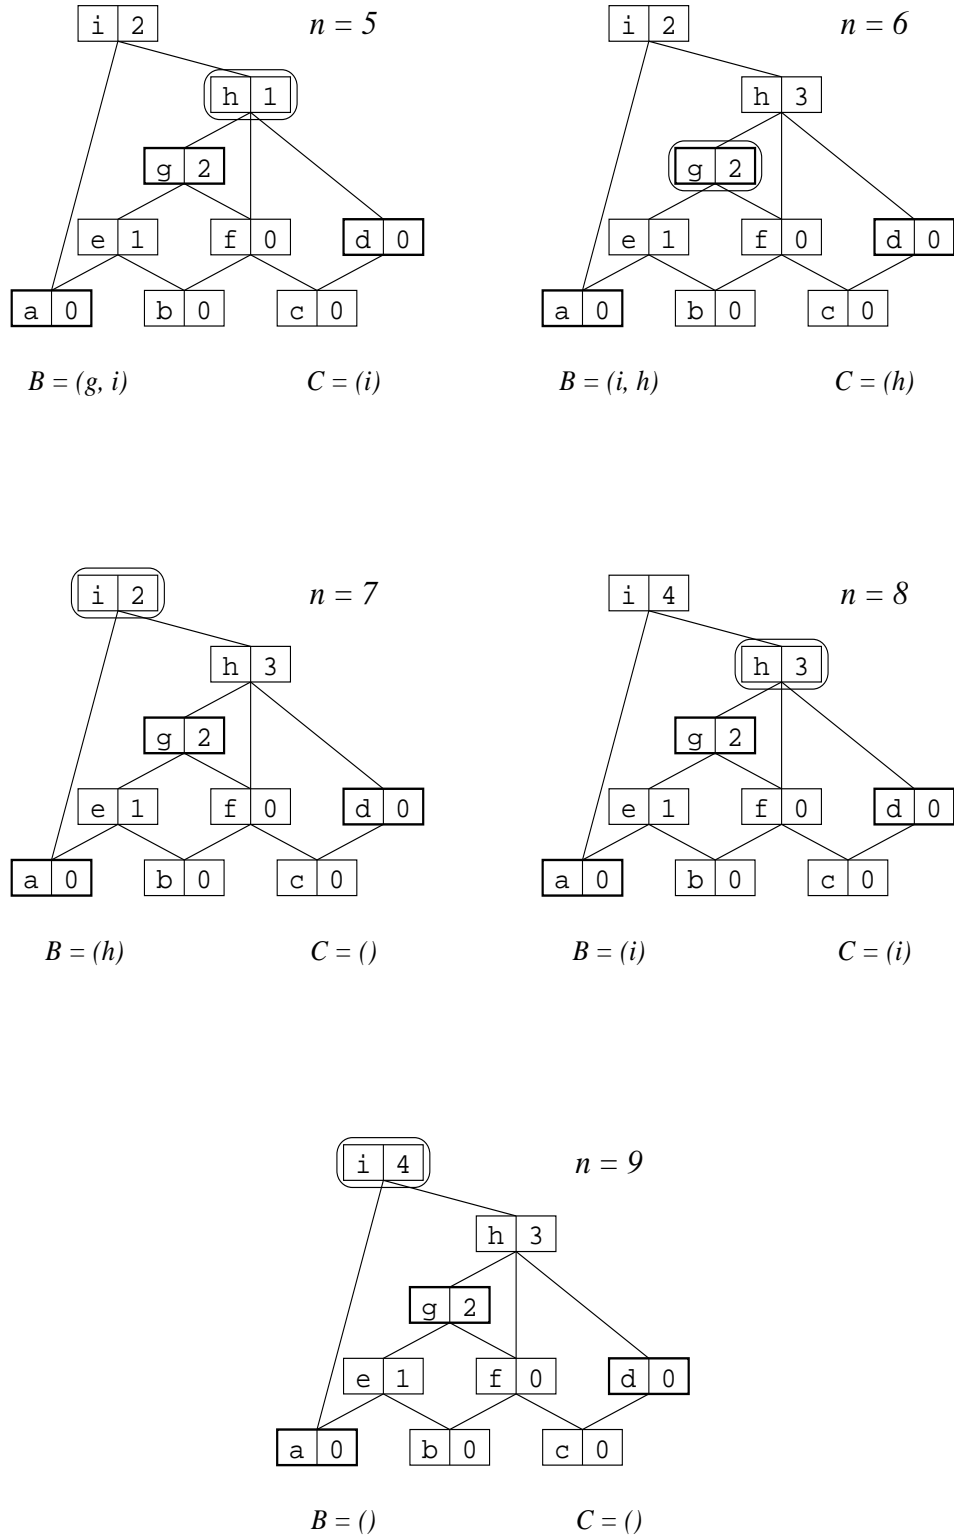 i 2 n = 5
h 1
g 2
e 1 f 0 d 0
a 0 b 0 c 0
B = (g, i) C = (i)
i 2 n = 6
h 3
g 2
e 1 f 0 d 0
a 0 b 0 c 0
B = (i, h) C = (h)
i 2 n = 7
h 3
g 2
e 1 f 0 d 0
a 0 b 0 c 0
B = (h) C = ()
i 4 n = 8
h 3
g 2
e 1 f 0 d 0
a 0 b 0 c 0
B = (i) C = (i)
i 4 n = 9
h 3
g 2
e 1 f 0 d 0
a 0 b 0 c 0
B = () C = ()